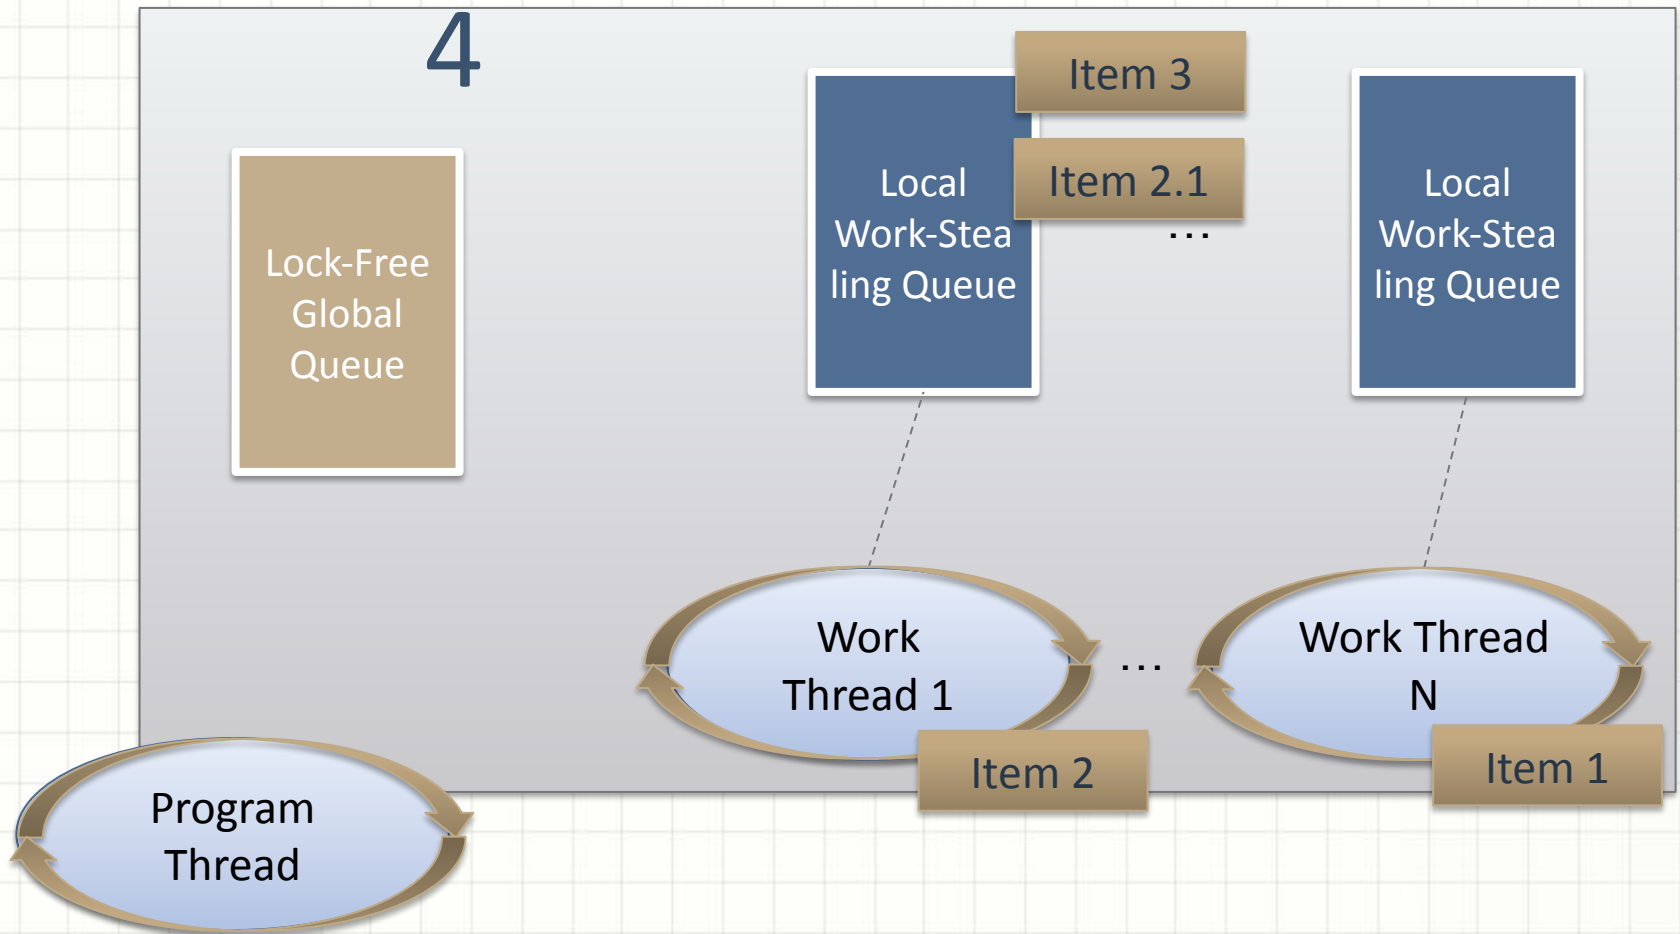 4
Lock-Free
Global
Queue
Local
Work-Stea
ling Queue
Item 3
Item 2.1
...
Local
Work-Stea
ling Queue
Work
Thread 1
Item 2
...
Work Thread
N
Item 1
Program
Thread